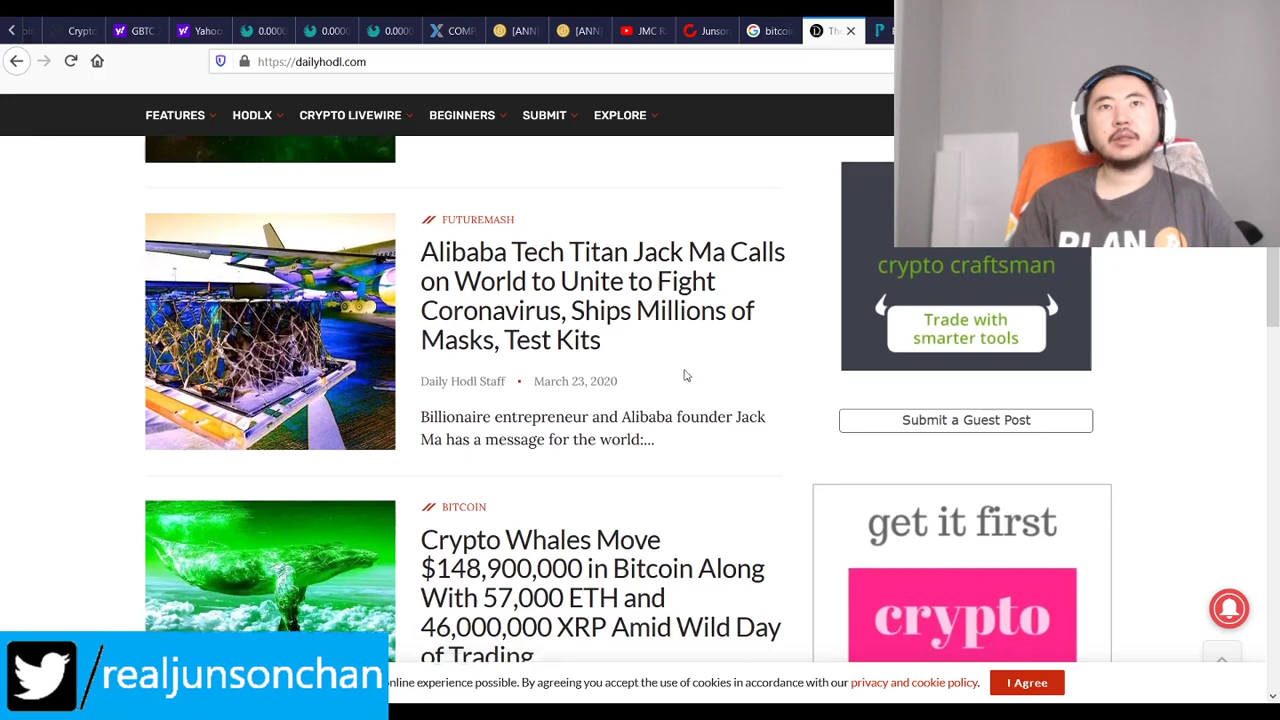 Crypto
GBTC
Yahoo
0.0000
0.0000
0.0000
COMP
[ANN
[ANN
JMC R
Junson
bitcoi
Th
https://dailyhodl.com
FEATURES
HODLX
CRYPTO LIVEWIRE
BEGINNERS
SUBMIT
EXPLORE
PLAN
FUTUREMASH
Alibaba Tech Titan Jack Ma Calls
on World to Unite to Fight
Coronavirus, Ships Millions of
Masks, Test Kits
Daily Hodl Staff • March 23, 2020
Billionaire entrepreneur and Alibaba founder Jack
Ma has a message for the world:...
crypto craftsman
Trade with
smarter tools
Submit a Guest Post
BITCOIN
Crypto Whales Move
$148,900,000 in Bitcoin Along
With 57,000 ETH and
46,000,000 XRP Amid Wild Day
of Trading
get it first
crypto
/realjunsonchan
nline experience possible. By agreeing you accept the use of cookies in accordance with our privacy and cookie policy.
I Agree